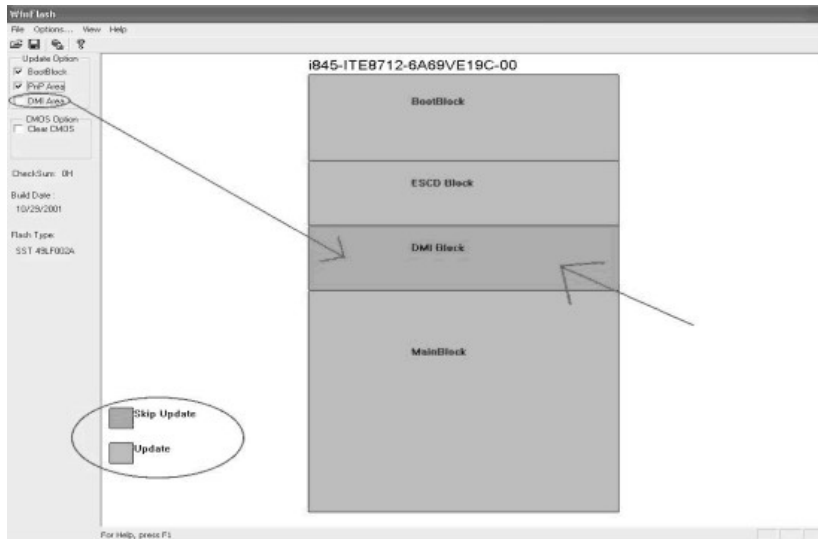 WinFlash
File Options... View Help
Update Option
BootBlock
PnP Area
DMI Area
CMOS Option
Clear CMOS
CheckSum: 0H
Build Date:
10/29/2001
Flash Type:
SST 49LF002A
i845-ITE8712-6A69VE19C-00
BootBlock
ESCD Block
DMI Block
MainBlock
Skip Update
Update
For Help, press F1